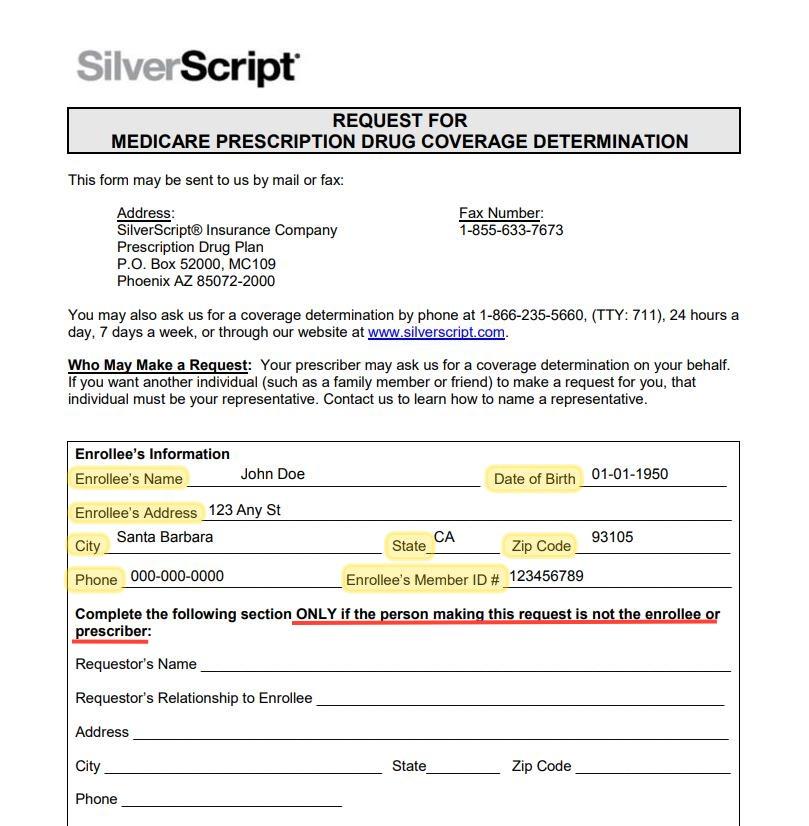 SilverScript
REQUEST FOR
MEDICARE PRESCRIPTION DRUG COVERAGE DETERMINATION
This form may be sent to us by mail or fax:
Address: Fax Number:
SilverScript® Insurance Company 1-855-633-7673
Prescription Drug Plan
P.O. Box 52000, MC109
Phoenix AZ 85072-2000
You may also ask us for a coverage determination by phone at 1-866-235-5660, (TTY: 711), 24 hours a
day, 7 days a week, or through our website at www.silverscript.com.
Who May Make a Request: Your prescriber may ask us for a coverage determination on your behalf.
If you want another individual (such as a family member or friend) to make a request for you, that
individual must be your representative. Contact us to learn how to name a representative.
Enrollee's Information
Enrollee's Name John Doe Date of Birth 01-01-1950
Enrollee's Address 123 Any St
City Santa Barbara State CA Zip Code 93105
Phone 000-000-0000 Enrollee's Member ID # 123456789
Complete the following section ONLY if the person making this request is not the enrollee or
prescriber:
Requestor's Name
Requestor's Relationship to Enrollee
Address
City State Zip Code
Phone